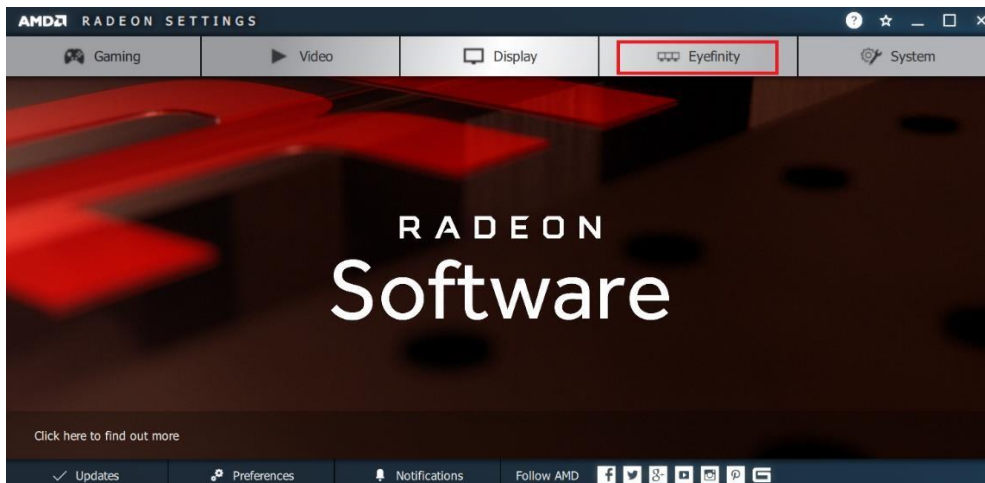 AMD RADEON SETTINGS
Gaming Video Display Eyefinity System
RADEON
Software
Click here to find out more
Updates Preferences Notifications Follow AMD